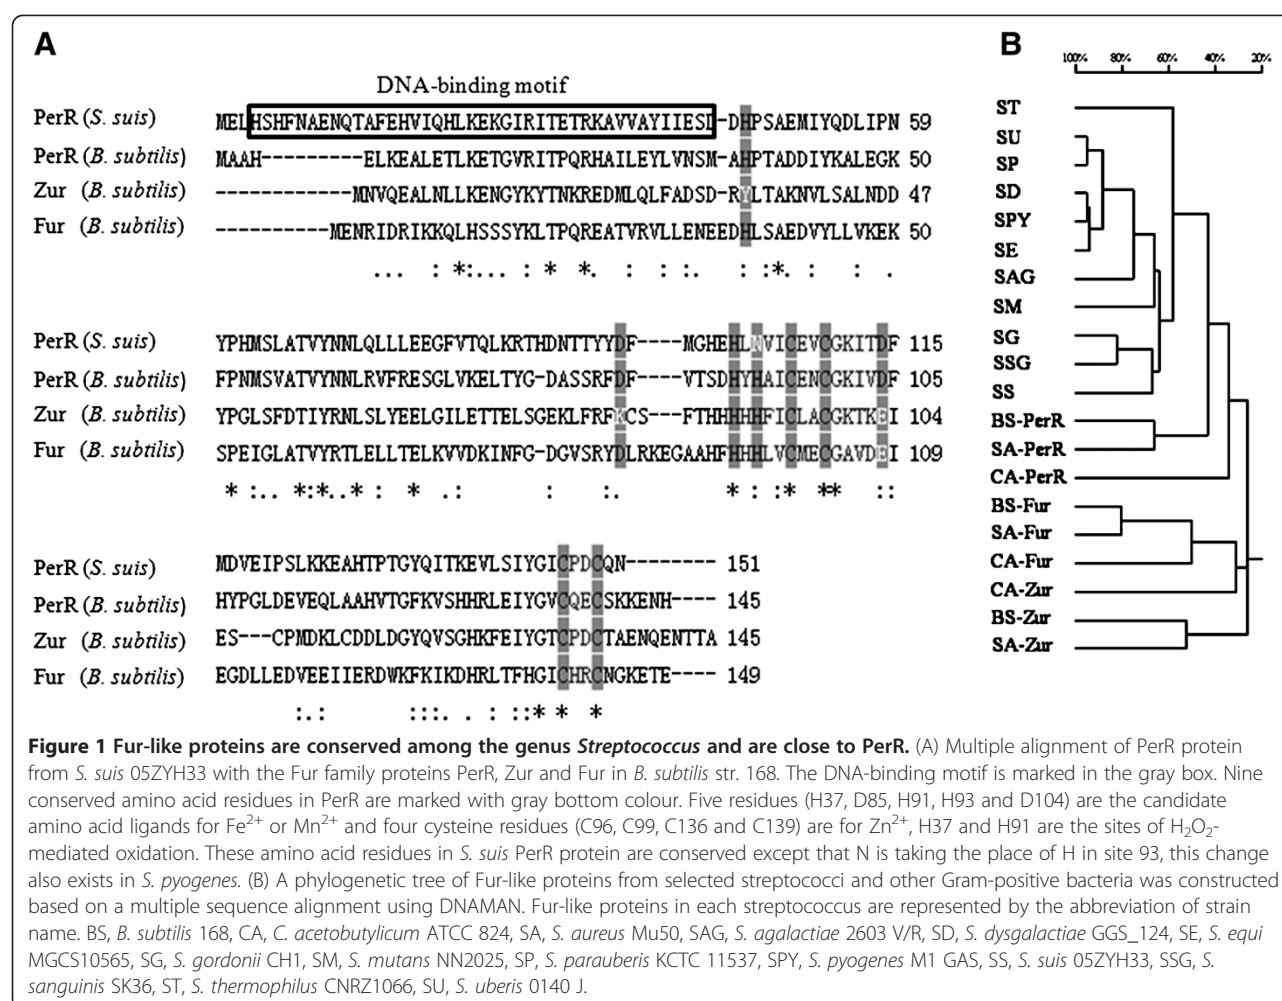 A
DNA-binding motif
PerR (S. suis) MELHSHFNAENQTAFEHVIQHLKEKGIRITETRKAVVAYIIESL-DHPSAEMIYQDLIPN 59
PerR (B. subtilis) MAAH---------ELKEALETLKETGVRITPQRHAILEYLVNSM-AHPTADDIYKALEGK 50
Zur (B. subtilis) ------------MNVQEALNLLKENGYKYTNKREDMLQLFADSD-RYLTAKNVLSALNDD 47
Fur (B. subtilis) ----------MENRIDRIKKQLHSSSYKLTPQREATVRVLLENEEDHLSAEDVYLLVKEK 50
... : *:... : * *. : : :. : :*. : : .
PerR (S. suis) YPHMSLATVYNNLQLLLEEGFVTQLKRTHDNTTYYDF----MGHEHLNVICEVCGKITDF 115
PerR (B. subtilis) FPNMSVATVYNNLRVFRESGLVKELTYG-DASSRFDF----VTSDHYHAICENCGKIVDF 105
Zur (B. subtilis) YPGLSFDTIYRNLSLYEELGILETTELSGEKLFRFKCS---FTHHHHHHFICLACGKTKEI 104
Fur (B. subtilis) SPEIGLATVYRTLELLTELKVVDKINFG-DGVSRYDLRKEGAAHFHHHLVCMECGAVDEI 109
* :.. *:*..* : * .: : :. * : :* ** ::
PerR (S. suis) MDVEIPSLKKEAHTPTGYQITKEVLSIYGICPDCQN-------- 151
PerR (B. subtilis) HYPGLDEVEQLAAHVTGFKVSHHRLEIYGVCQECSKKENH---- 145
Zur (B. subtilis) ES---CPMDKLCDDLDGYQVSGHKFEIYGTCPDCTAENQENTTA 145
Fur (B. subtilis) EGDLLEDVEEIIERDWKFKIKDHRLTFHGICHRCNGKETE---- 149
:.: :::. . : ::* * *
B
100% 80% 60% 40% 20%
ST
SU
SP
SD
SPY
SE
SAG
SM
SG
SSG
SS
BS-PerR
SA-PerR
CA-PerR
BS-Fur
SA-Fur
CA-Fur
CA-Zur
BS-Zur
SA-Zur
Figure 1 Fur-like proteins are conserved among the genus Streptococcus and are close to PerR. (A) Multiple alignment of PerR protein
from S. suis 05ZYH33 with the Fur family proteins PerR, Zur and Fur in B. subtilis str. 168. The DNA-binding motif is marked in the gray box. Nine
conserved amino acid residues in PerR are marked with gray bottom colour. Five residues (H37, D85, H91, H93 and D104) are the candidate
amino acid ligands for Fe2+ or Mn2+ and four cysteine residues (C96, C99, C136 and C139) are for Zn2+, H37 and H91 are the sites of H2O2-
mediated oxidation. These amino acid residues in S. suis PerR protein are conserved except that N is taking the place of H in site 93, this change
also exists in S. pyogenes. (B) A phylogenetic tree of Fur-like proteins from selected streptococci and other Gram-positive bacteria was constructed
based on a multiple sequence alignment using DNAMAN. Fur-like proteins in each streptococcus are represented by the abbreviation of strain
name. BS, B. subtilis 168, CA, C. acetobutylicum ATCC 824, SA, S. aureus Mu50, SAG, S. agalactiae 2603 V/R, SD, S. dysgalactiae GGS_124, SE, S. equi
MGCS10565, SG, S. gordonii CH1, SM, S. mutans NN2025, SP, S. parauberis KCTC 11537, SPY, S. pyogenes M1 GAS, SS, S. suis 05ZYH33, SSG, S.
sanguinis SK36, ST, S. thermophilus CNRZ1066, SU, S. uberis 0140 J.